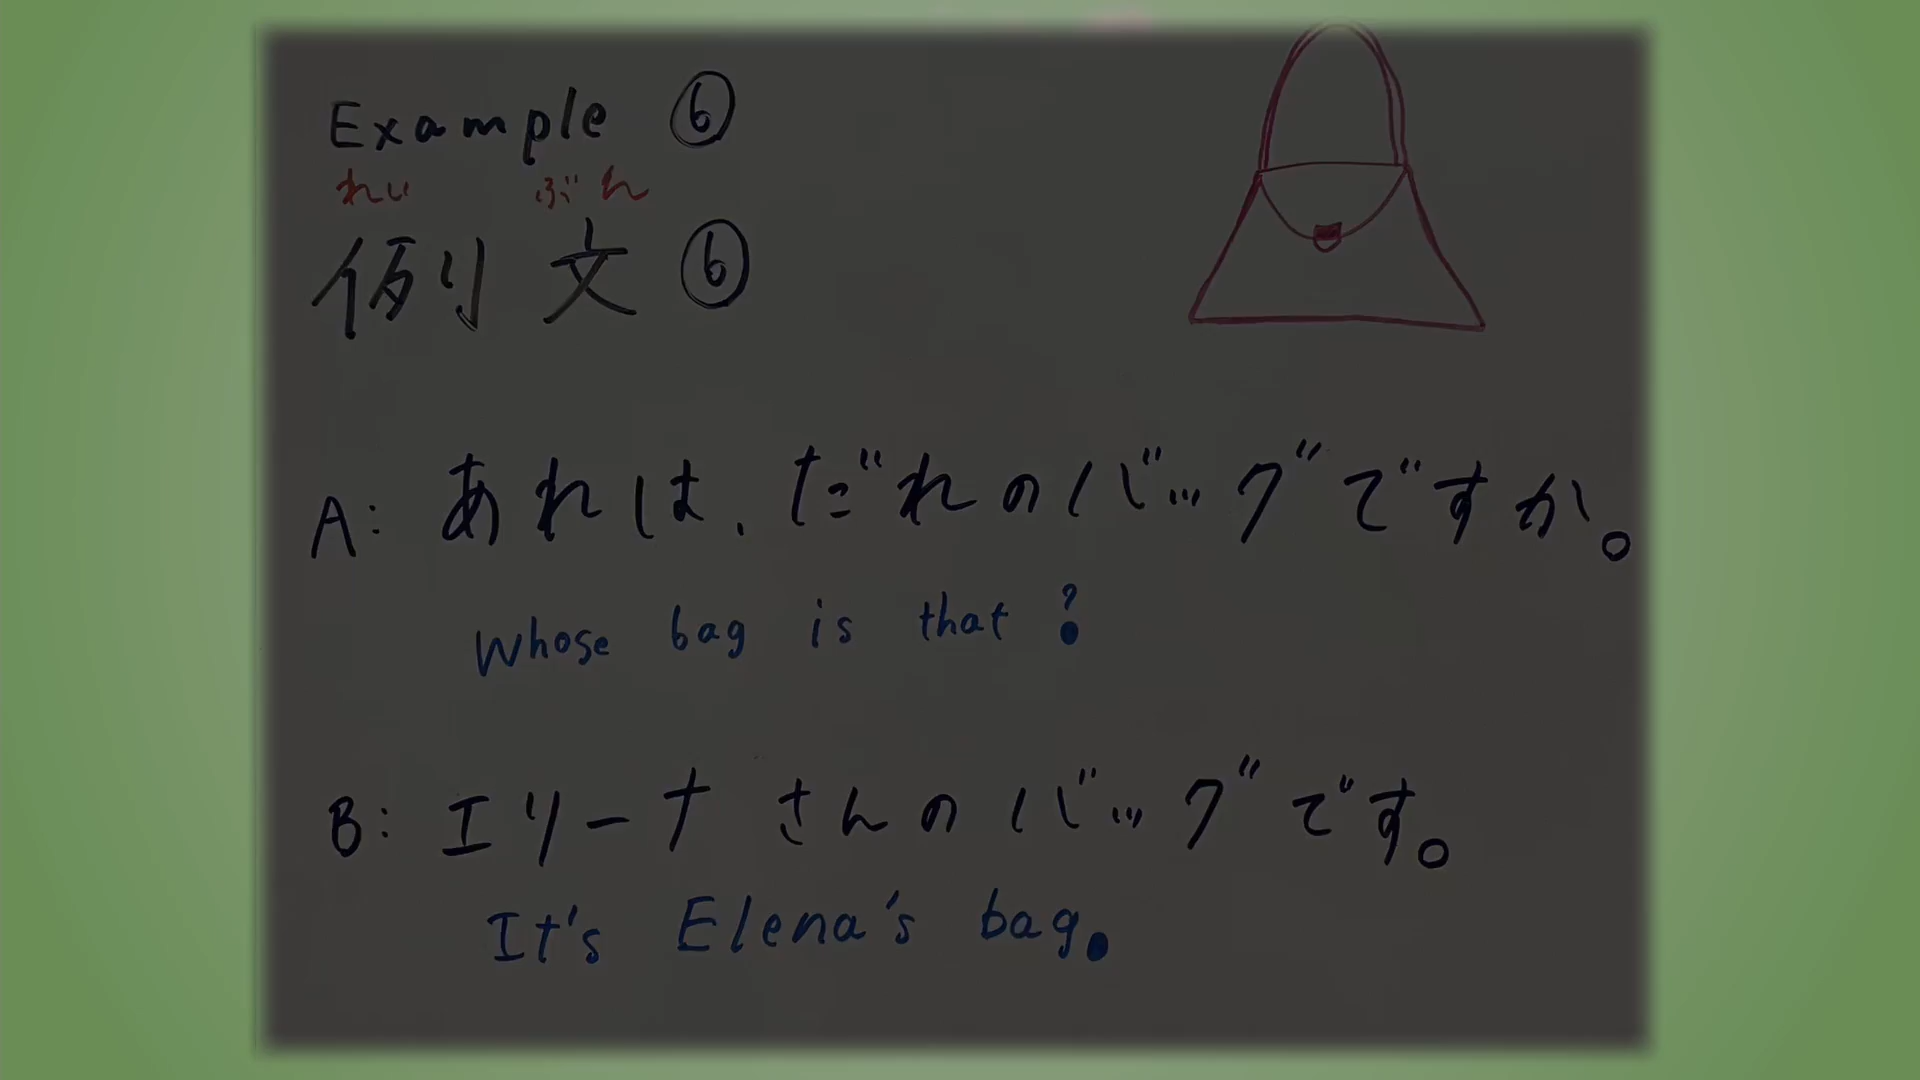 Example ⑥
れい ぶん
例文 ⑥
A: あれは、だれのバッグですか。
Whose bag is that?
B: エリーナさんのバッグです。
It's Elena's bag.